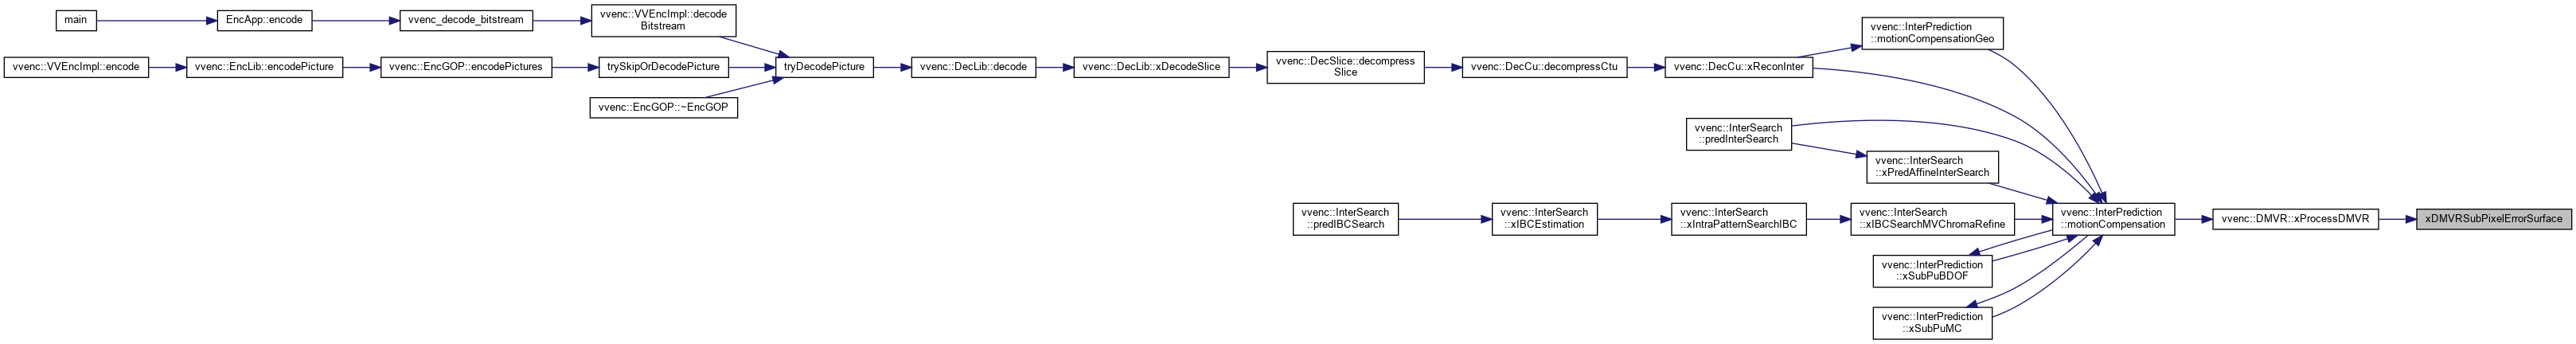 main
EncApp::encode
vvenc_decode_bitstream
vvenc::VVEncImpl::decode
Bitstream
vvenc::VVEncImpl::encode
vvenc::EncLib::encodePicture
vvenc::EncGOP::encodePictures
trySkipOrDecodePicture
vvenc::EncGOP::~EncGOP
tryDecodePicture
vvenc::DecLib::decode
vvenc::DecLib::xDecodeSlice
vvenc::DecSlice::decompress
Slice
vvenc::DecCu::decompressCtu
vvenc::DecCu::xReconInter
vvenc::InterPrediction
::motionCompensationGeo
vvenc::InterSearch
::predInterSearch
vvenc::InterSearch
::xPredAffineInterSearch
vvenc::InterSearch
::predIBCSearch
vvenc::InterSearch
::xIBCEstimation
vvenc::InterSearch
::xIntraPatternSearchIBC
vvenc::InterSearch
::xIBCSearchMVChromaRefine
vvenc::InterPrediction
::motionCompensation
vvenc::DMVR::xProcessDMVR
xDMVRSubPixelErrorSurface
vvenc::InterPrediction
::xSubPuBDOF
vvenc::InterPrediction
::xSubPuMC